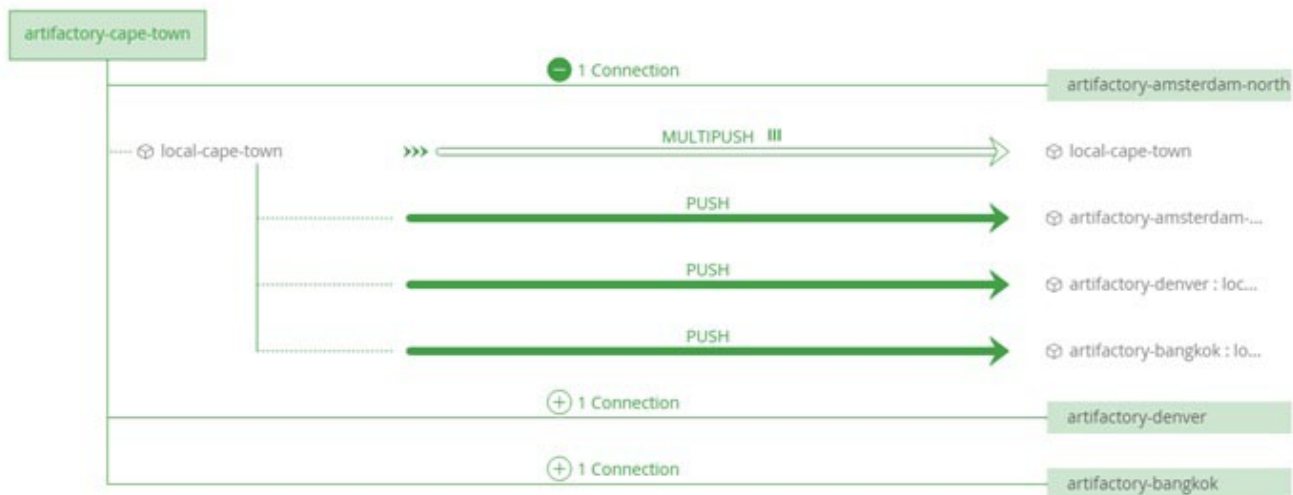 artifactory-cape-town
1 Connection
artifactory-amsterdam-north
local-cape-town
MULTIPUSH
local-cape-town
PUSH
artifactory-amsterdam-...
PUSH
artifactory-denver : loc...
PUSH
artifactory-bangkok : lo...
1 Connection
artifactory-denver
1 Connection
artifactory-bangkok